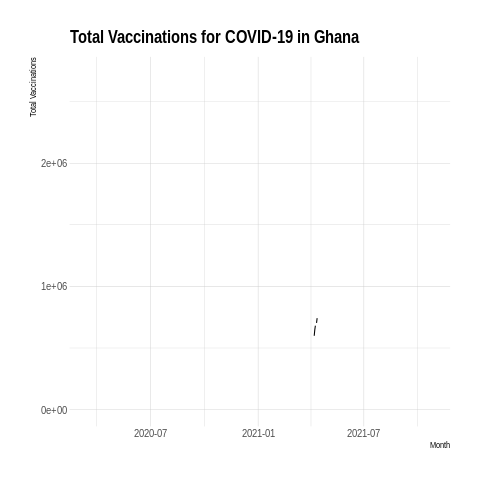 Total Vaccinations for COVID-19 in Ghana
Total Vaccinations
2e+06
1e+06
0e+00
2020-07
2021-01
2021-07
Month